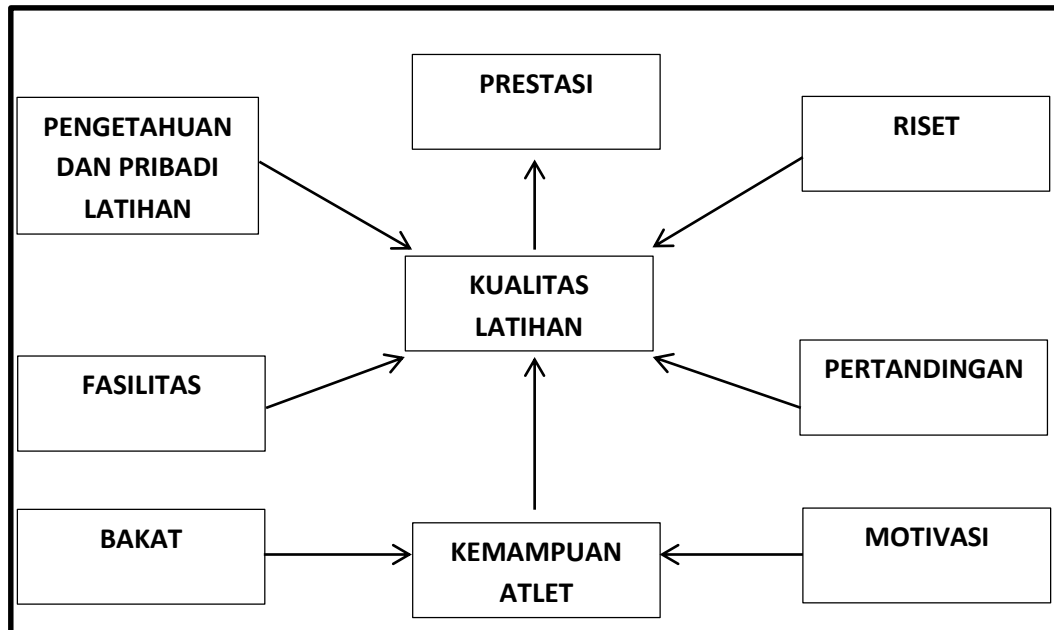 PRESTASI
PENGETAHUAN
DAN PRIBADI
LATIHAN
RISET
KUALITAS
LATIHAN
FASILITAS
PERTANDINGAN
BAKAT
KEMAMPUAN
ATLET
MOTIVASI